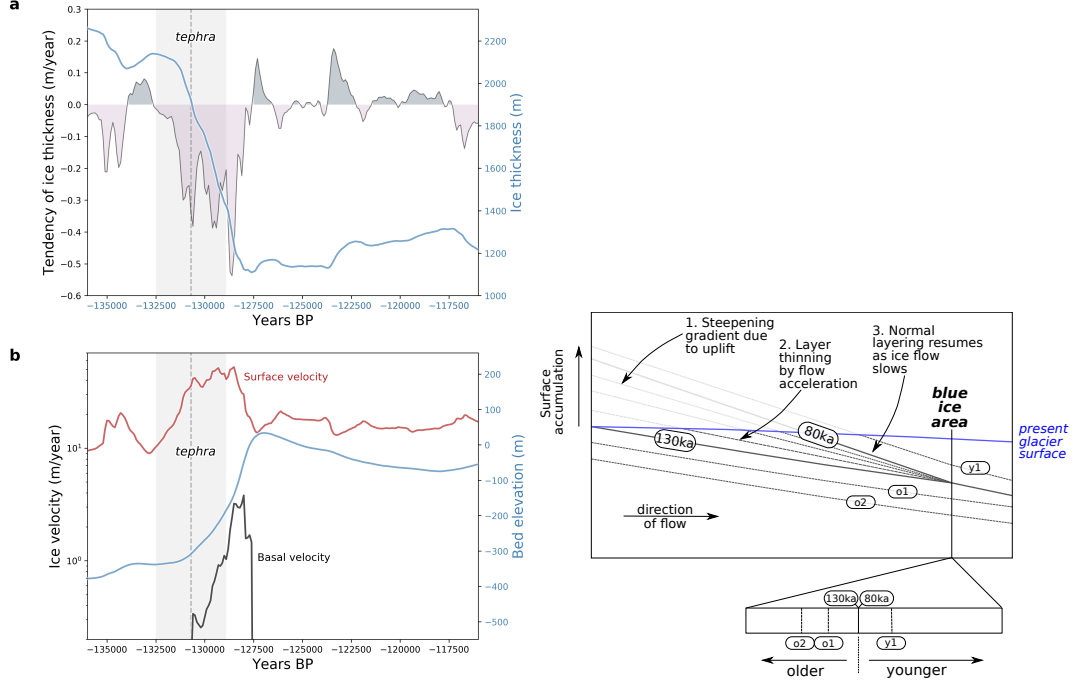 a
Tendency of ice thickness (m/year)
0.3
0.2
0.1
0.0
−0.1
−0.2
−0.3
−0.4
−0.5
−0.6
tephra
2200
2000
1800
1600
1400
1200
1000
Ice thickness (m)
−135000 −132500 −130000 −127500 −125000 −122500 −120000 −117500
Years BP
b
Ice velocity (m/year)
10¹
10⁰
Surface velocity
tephra
Basal velocity
200
100
0
−100
−200
−300
−400
−500
Bed elevation (m)
−135000 −132500 −130000 −127500 −125000 −122500 −120000 −117500
Years BP
Surface
accumulation
1. Steepening
gradient due
to uplift
2. Layer
thinning
by flow
acceleration
3. Normal
layering resumes
as ice flow
slows
blue
ice
area
present
glacier
surface
130ka
80ka
y1
o1
o2
direction
of flow
130ka 80ka
o2 o1 y1
older younger